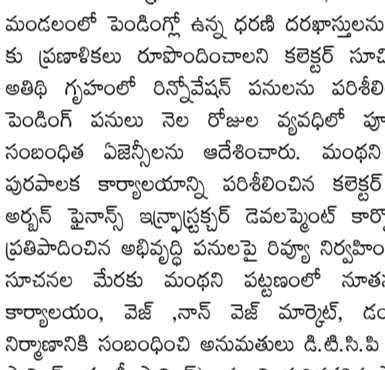 మండలంలో పెండింగ్లో ఉన్న ధరణి దరఖాస్తులను
కు ప్రణాళికలు రూపొందించాలని కలెక్టర్ సూచి
అతిథి గృహంలో రిన్నోవేషన్ పనులను పరిశీలి
పెండింగ్ పనులు నెల రోజుల వ్యవధిలో పూ
సంబంధిత ఏజెన్సీలను ఆదేశించారు. మంథని
పురపాలక కార్యాలయాన్ని పరిశీలించిన కలెక్టర్
అర్బన్ ఫైనాన్స్ ఇన్ఫ్రాస్ట్రక్చర్ డెవలప్మెంట్ కార్పొ
ప్రతిపాదించిన అభివృద్ధి పనులపై రివ్యూ నిర్వహిం
సూచనల మేరకు మంథని పట్టణంలో నూత
కార్యాలయం, వెజ్ ,నాన్ వెజ్ మార్కెట్, డం
నిర్మాణానికి సంబంధించి అనుమతులు డి.టి.సి.పి